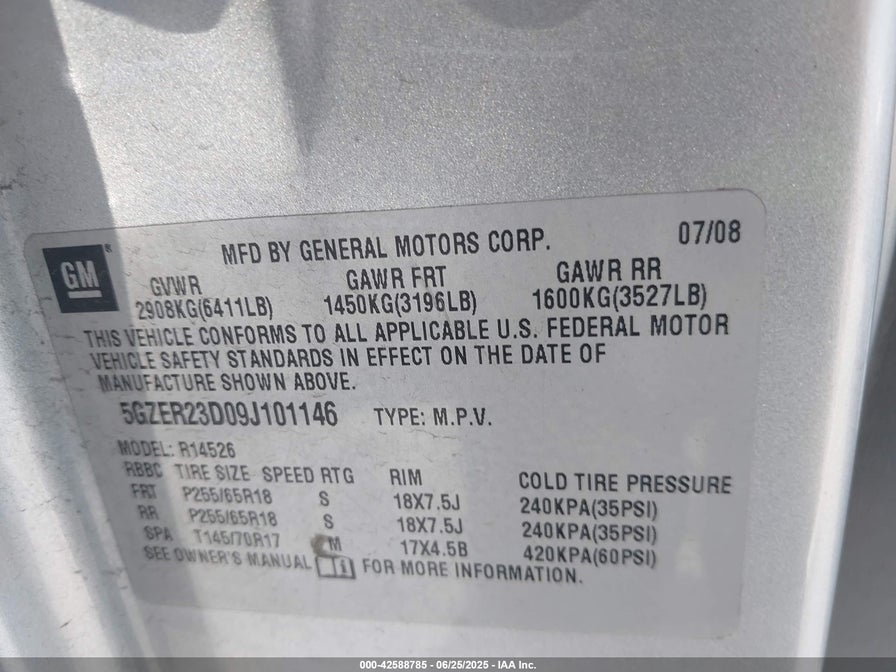 GM
MFD BY GENERAL MOTORS CORP.
07/08
GVWR GAWR FRT GAWR RR
2908KG(6411LB) 1450KG(3196LB) 1600KG(3527LB)
THIS VEHICLE CONFORMS TO ALL APPLICABLE U.S. FEDERAL MOTOR
VEHICLE SAFETY STANDARDS IN EFFECT ON THE DATE OF
MANUFACTURE SHOWN ABOVE.
5GZER23D09J101146 TYPE: M.P.V.
MODEL: R14526
RBBC TIRE SIZE SPEED RTG RIM COLD TIRE PRESSURE
FRT P255/65R18 S 18X7.5J 240KPA(35PSI)
RR P255/65R18 S 18X7.5J 240KPA(35PSI)
SPA T145/70R17 M 17X4.5B 420KPA(60PSI)
SEE OWNER'S MANUAL FOR MORE INFORMATION.
000-42588785 - 06/25/2025 - IAA Inc.